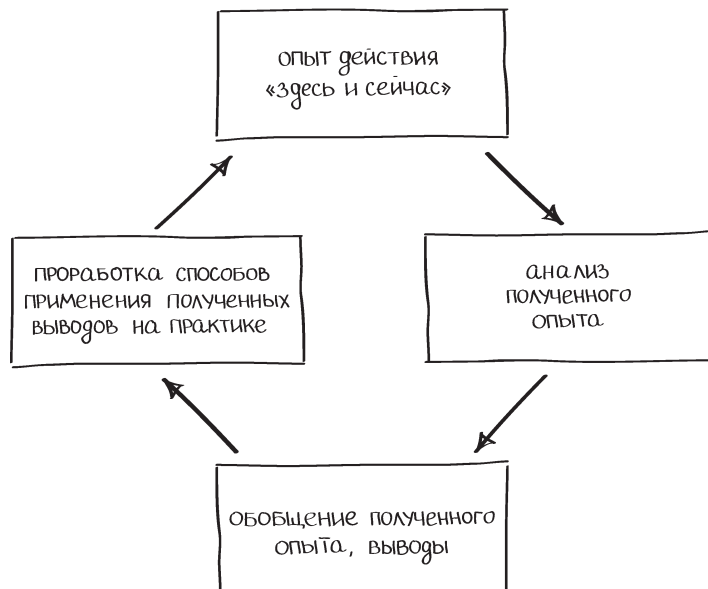 опыт действия
«здесь и сейчас»
проработка способов
применения полученных
выводов на практике
анализ
полученного
опыта
обобщение полученного
опыта, выводы